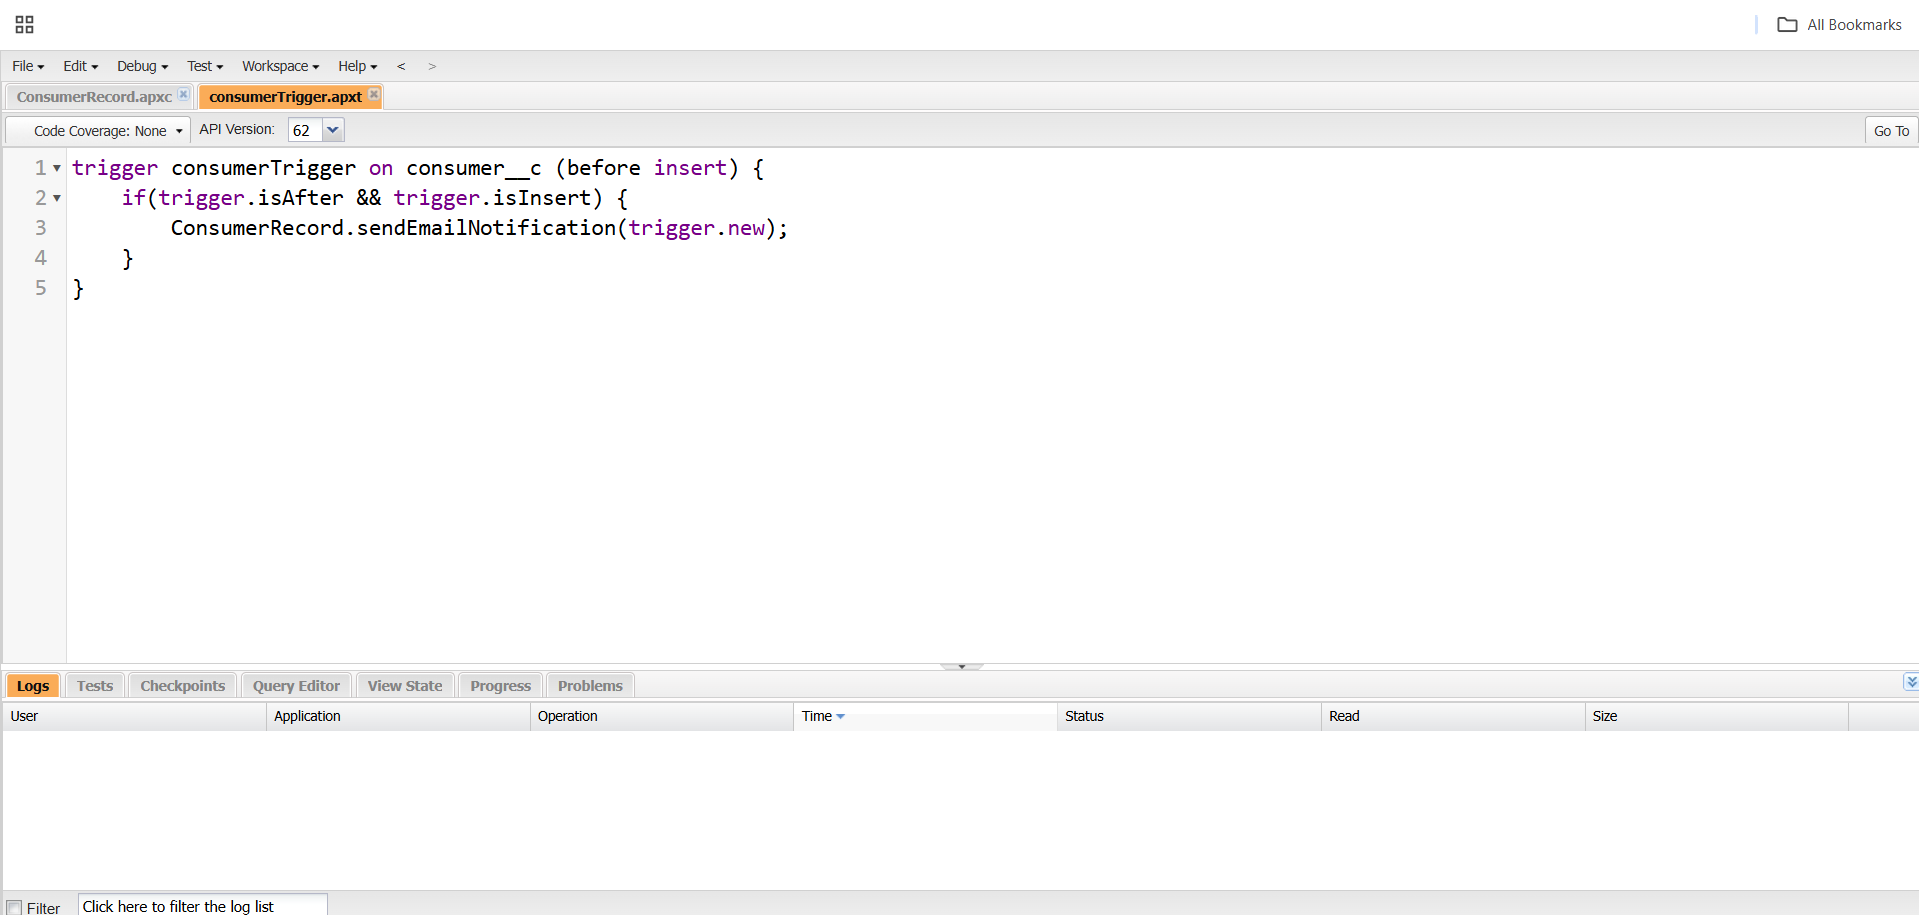 All Bookmarks
File Edit Debug Test Workspace Help < >
ConsumerRecord.apxc consumerTrigger.apxt
Code Coverage: None API Version: 62 Go To
1 trigger consumerTrigger on consumer__c (before insert) {
2 if(trigger.isAfter && trigger.isInsert) {
3 ConsumerRecord.sendEmailNotification(trigger.new);
4 }
5 }
Logs Tests Checkpoints Query Editor View State Progress Problems
User Application Operation Time Status Read Size
Filter Click here to filter the log list